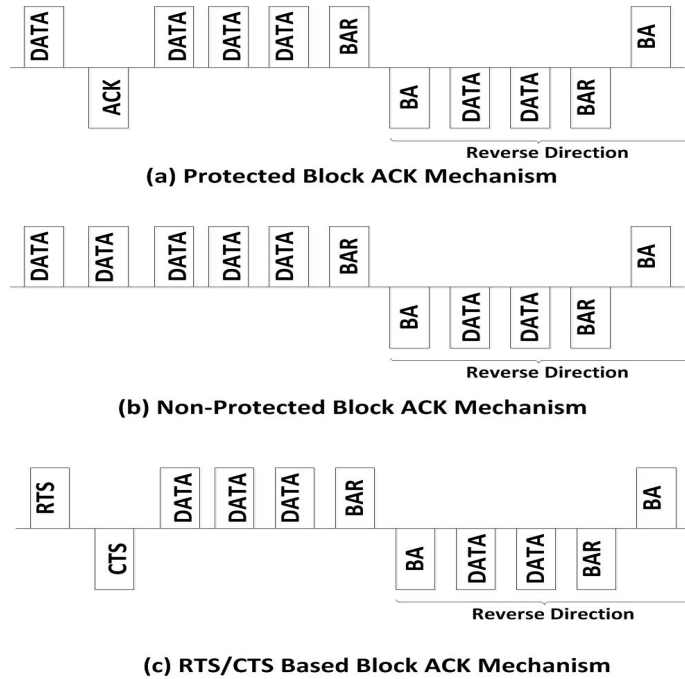 DATA ACK DATA DATA DATA BAR BA DATA DATA BAR BA
Reverse Direction
(a) Protected Block ACK Mechanism
DATA DATA DATA DATA DATA BAR BA DATA DATA BAR BA
Reverse Direction
(b) Non-Protected Block ACK Mechanism
RTS CTS DATA DATA DATA BAR BA DATA DATA BAR BA
Reverse Direction
(c) RTS/CTS Based Block ACK Mechanism